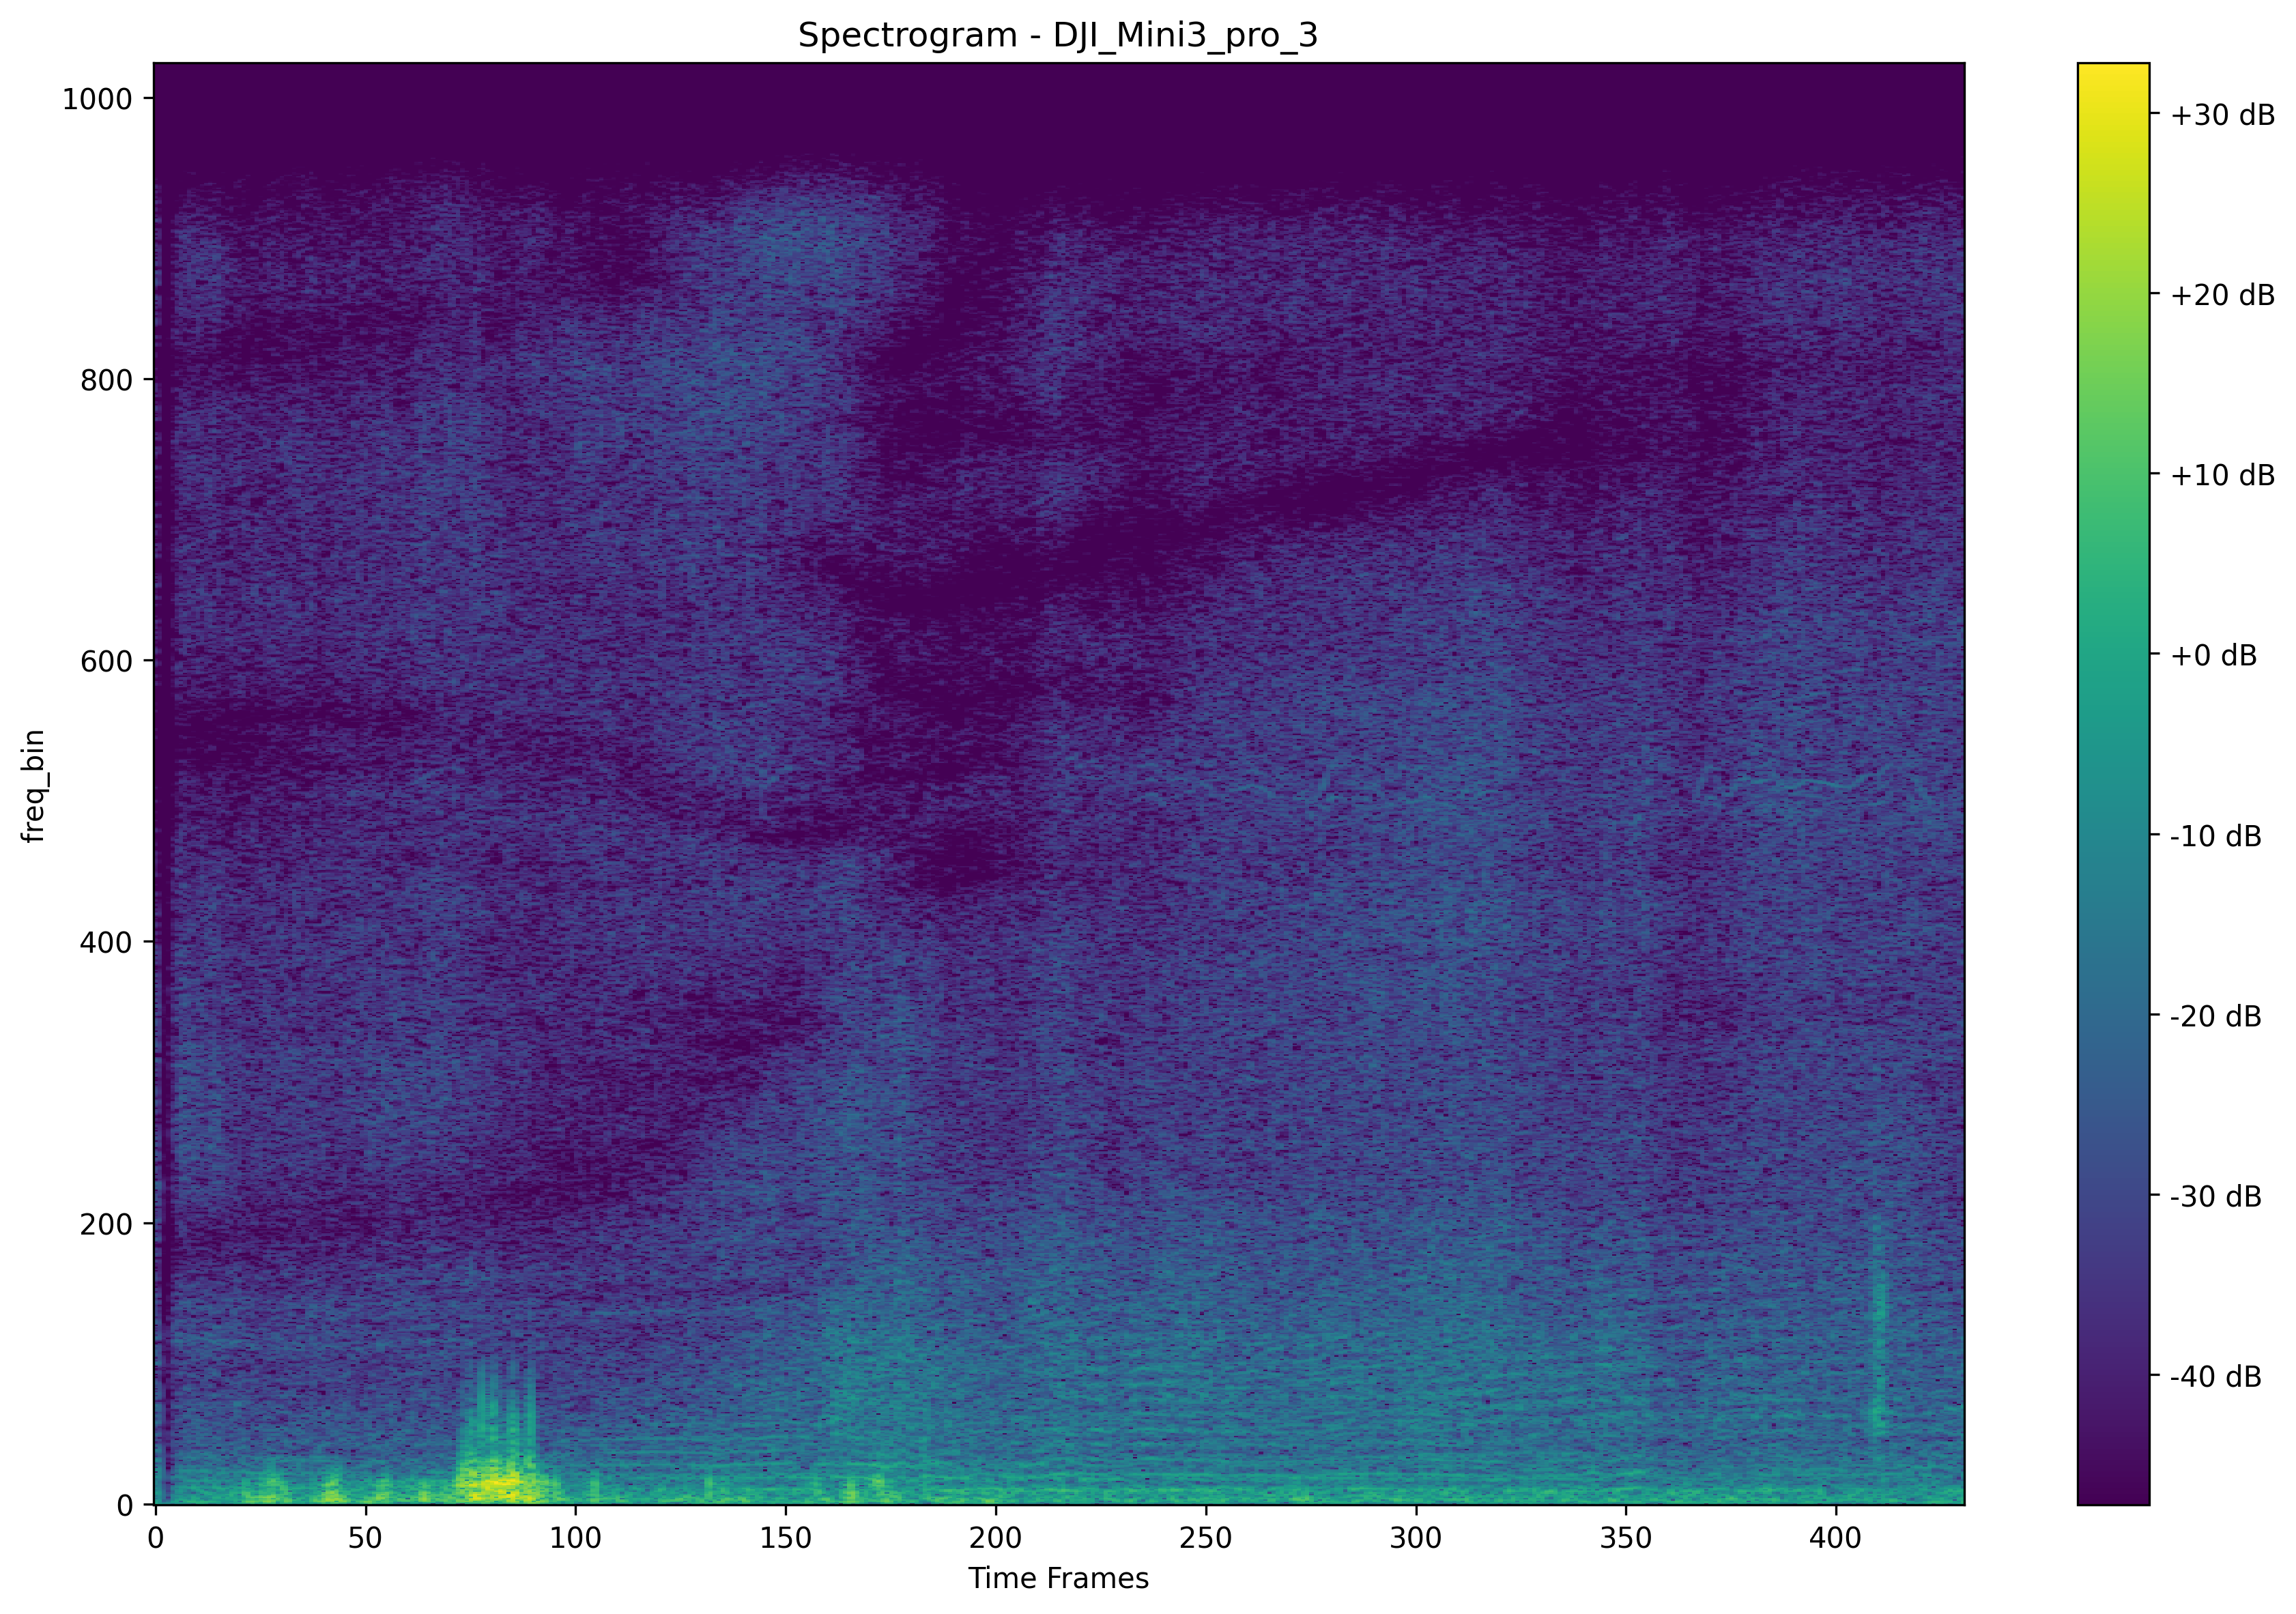 Spectrogram - DJI_Mini3_pro_3
1000
800
600
400
200
0
freq_bin
0 50 100 150 200 250 300 350 400
Time Frames
+30 dB
+20 dB
+10 dB
+0 dB
-10 dB
-20 dB
-30 dB
-40 dB